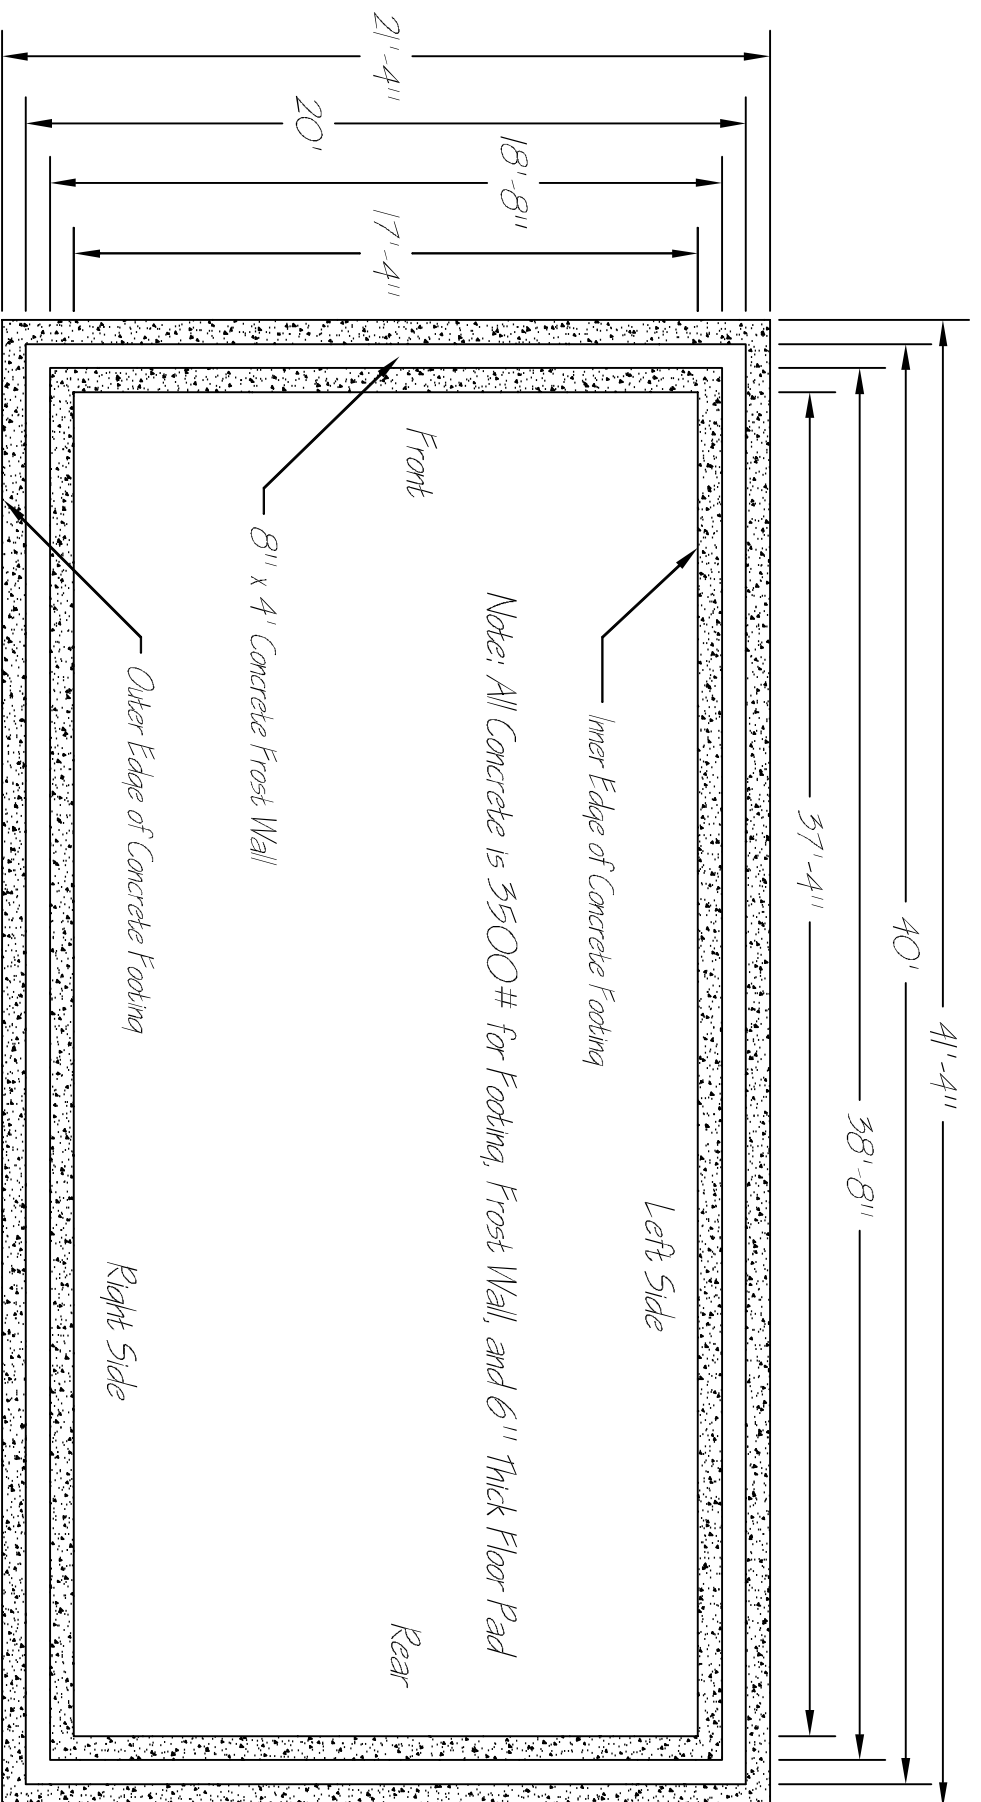 41'-4"
40'
38'-8"
37'-4"
21'-4"
20'
18'-8"
17'-4"
Left Side
Inner Edge of Concrete Footing
Note: All Concrete is 3500# for Footing, Frost Wall, and 6" Thick Floor Pad
Front
Rear
8" x 4' Concrete Frost Wall
Outer Edge of Concrete Footing
Right Side